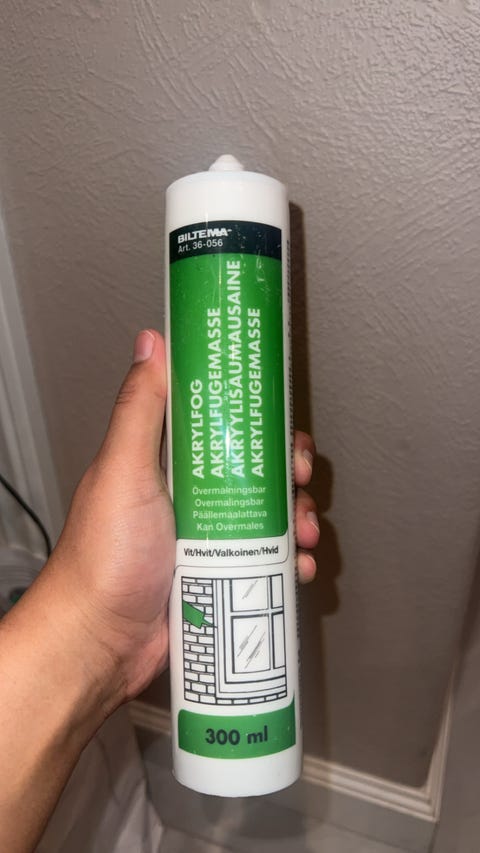 BILTEMA
Art. 36-056
AKRYLFOG
AKRYLFUGEMASSE
AKRYYLISAUMAUSAINE
AKRYLFUGEMASSE
Övermålningsbar
Overmalingsbar
Päällemaalattava
Kan Overmales
Vit/Hvit/Valkoinen/Hvid
300 ml